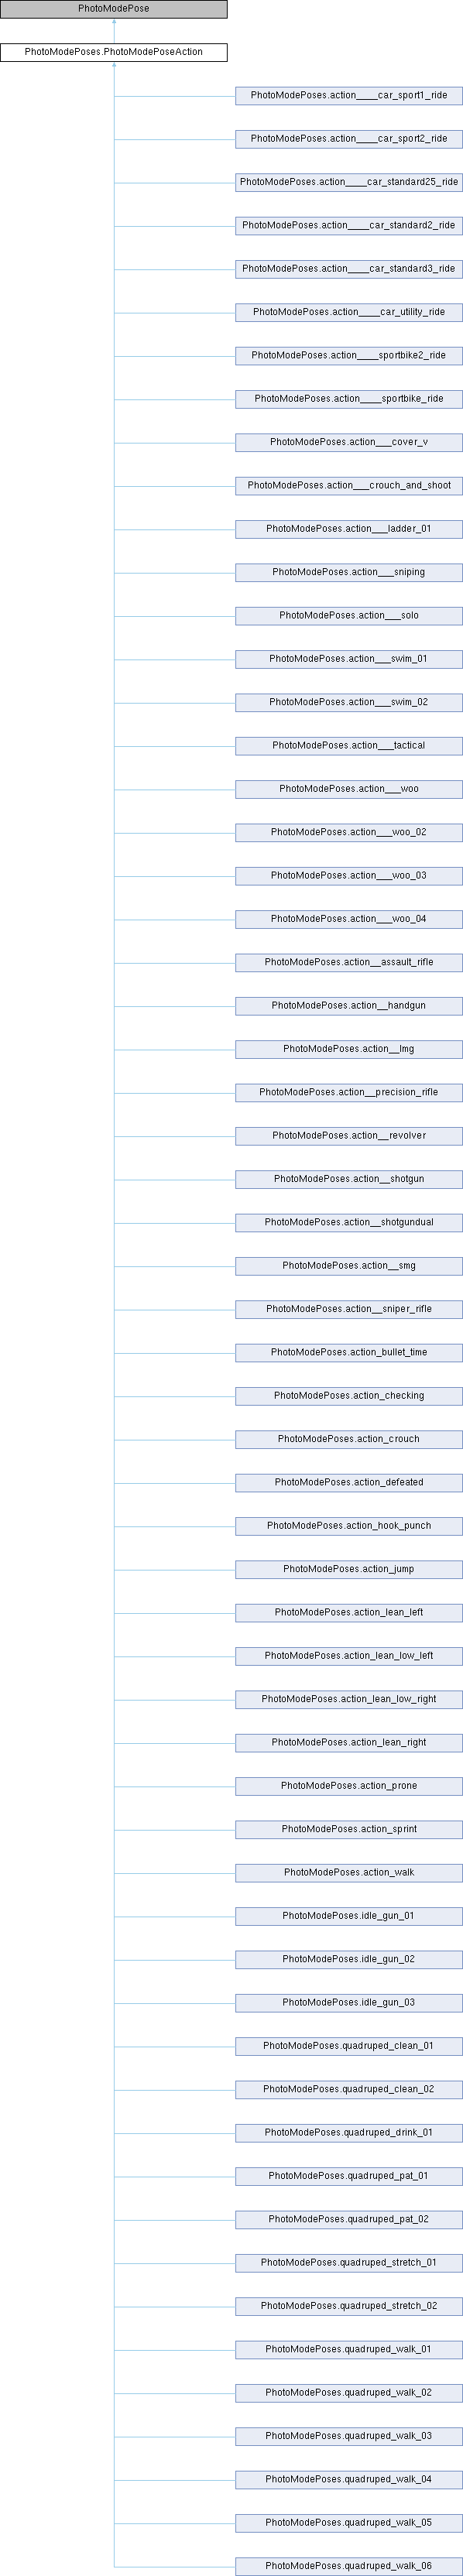 PhotoModePose
PhotoModePoses.PhotoModePoseAction
PhotoModePoses.action____car_sport1_ride
PhotoModePoses.action____car_sport2_ride
PhotoModePoses.action____car_standard25_ride
PhotoModePoses.action____car_standard2_ride
PhotoModePoses.action____car_standard3_ride
PhotoModePoses.action____car_utility_ride
PhotoModePoses.action____sportbike2_ride
PhotoModePoses.action____sportbike_ride
PhotoModePoses.action___cover_v
PhotoModePoses.action___crouch_and_shoot
PhotoModePoses.action___ladder_01
PhotoModePoses.action___sniping
PhotoModePoses.action___solo
PhotoModePoses.action___swim_01
PhotoModePoses.action___swim_02
PhotoModePoses.action___tactical
PhotoModePoses.action___woo
PhotoModePoses.action___woo_02
PhotoModePoses.action___woo_03
PhotoModePoses.action___woo_04
PhotoModePoses.action__assault_rifle
PhotoModePoses.action__handgun
PhotoModePoses.action__lmg
PhotoModePoses.action__precision_rifle
PhotoModePoses.action__revolver
PhotoModePoses.action__shotgun
PhotoModePoses.action__shotgundual
PhotoModePoses.action__smg
PhotoModePoses.action__sniper_rifle
PhotoModePoses.action_bullet_time
PhotoModePoses.action_checking
PhotoModePoses.action_crouch
PhotoModePoses.action_defeated
PhotoModePoses.action_hook_punch
PhotoModePoses.action_jump
PhotoModePoses.action_lean_left
PhotoModePoses.action_lean_low_left
PhotoModePoses.action_lean_low_right
PhotoModePoses.action_lean_right
PhotoModePoses.action_prone
PhotoModePoses.action_sprint
PhotoModePoses.action_walk
PhotoModePoses.idle_gun_01
PhotoModePoses.idle_gun_02
PhotoModePoses.idle_gun_03
PhotoModePoses.quadruped_clean_01
PhotoModePoses.quadruped_clean_02
PhotoModePoses.quadruped_drink_01
PhotoModePoses.quadruped_pat_01
PhotoModePoses.quadruped_pat_02
PhotoModePoses.quadruped_stretch_01
PhotoModePoses.quadruped_stretch_02
PhotoModePoses.quadruped_walk_01
PhotoModePoses.quadruped_walk_02
PhotoModePoses.quadruped_walk_03
PhotoModePoses.quadruped_walk_04
PhotoModePoses.quadruped_walk_05
PhotoModePoses.quadruped_walk_06